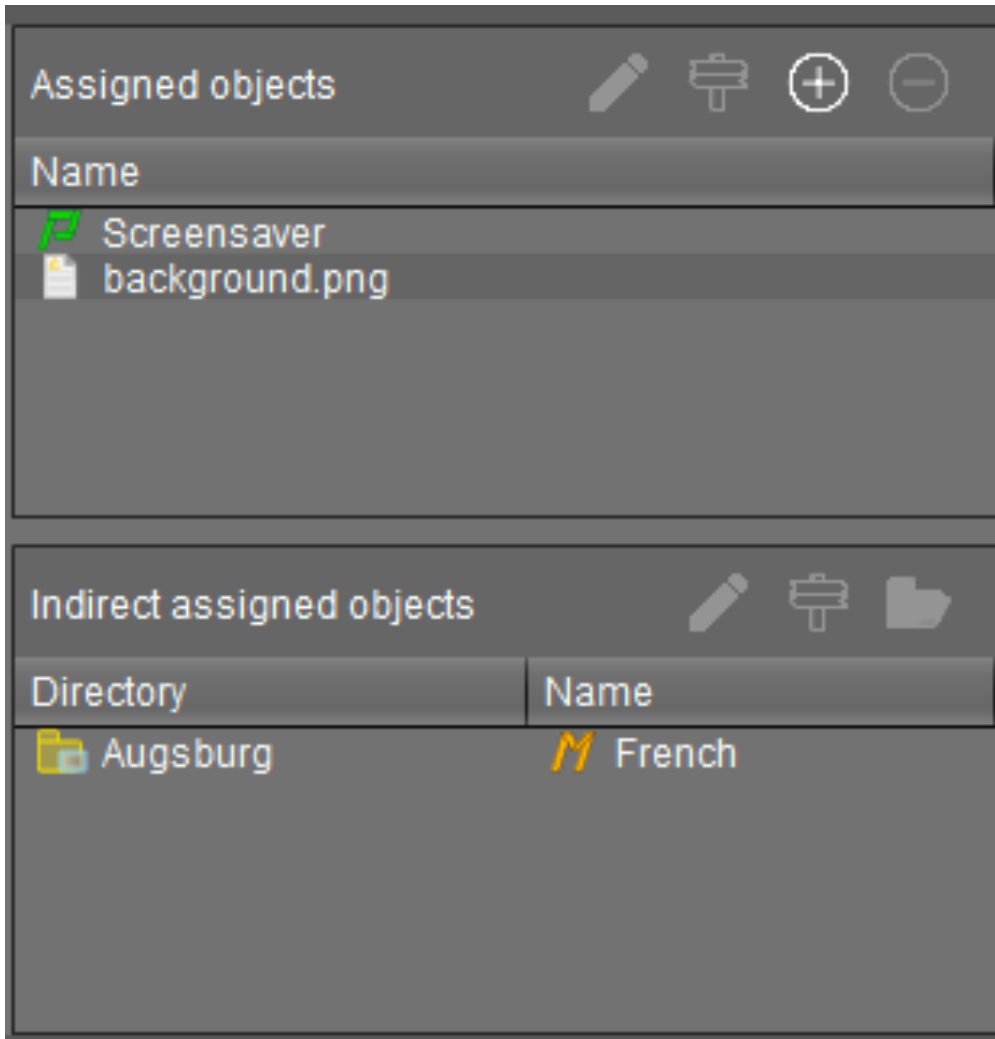 Assigned objects
Name
Screensaver
background.png
Indirect assigned objects
Directory Name
Augsburg French